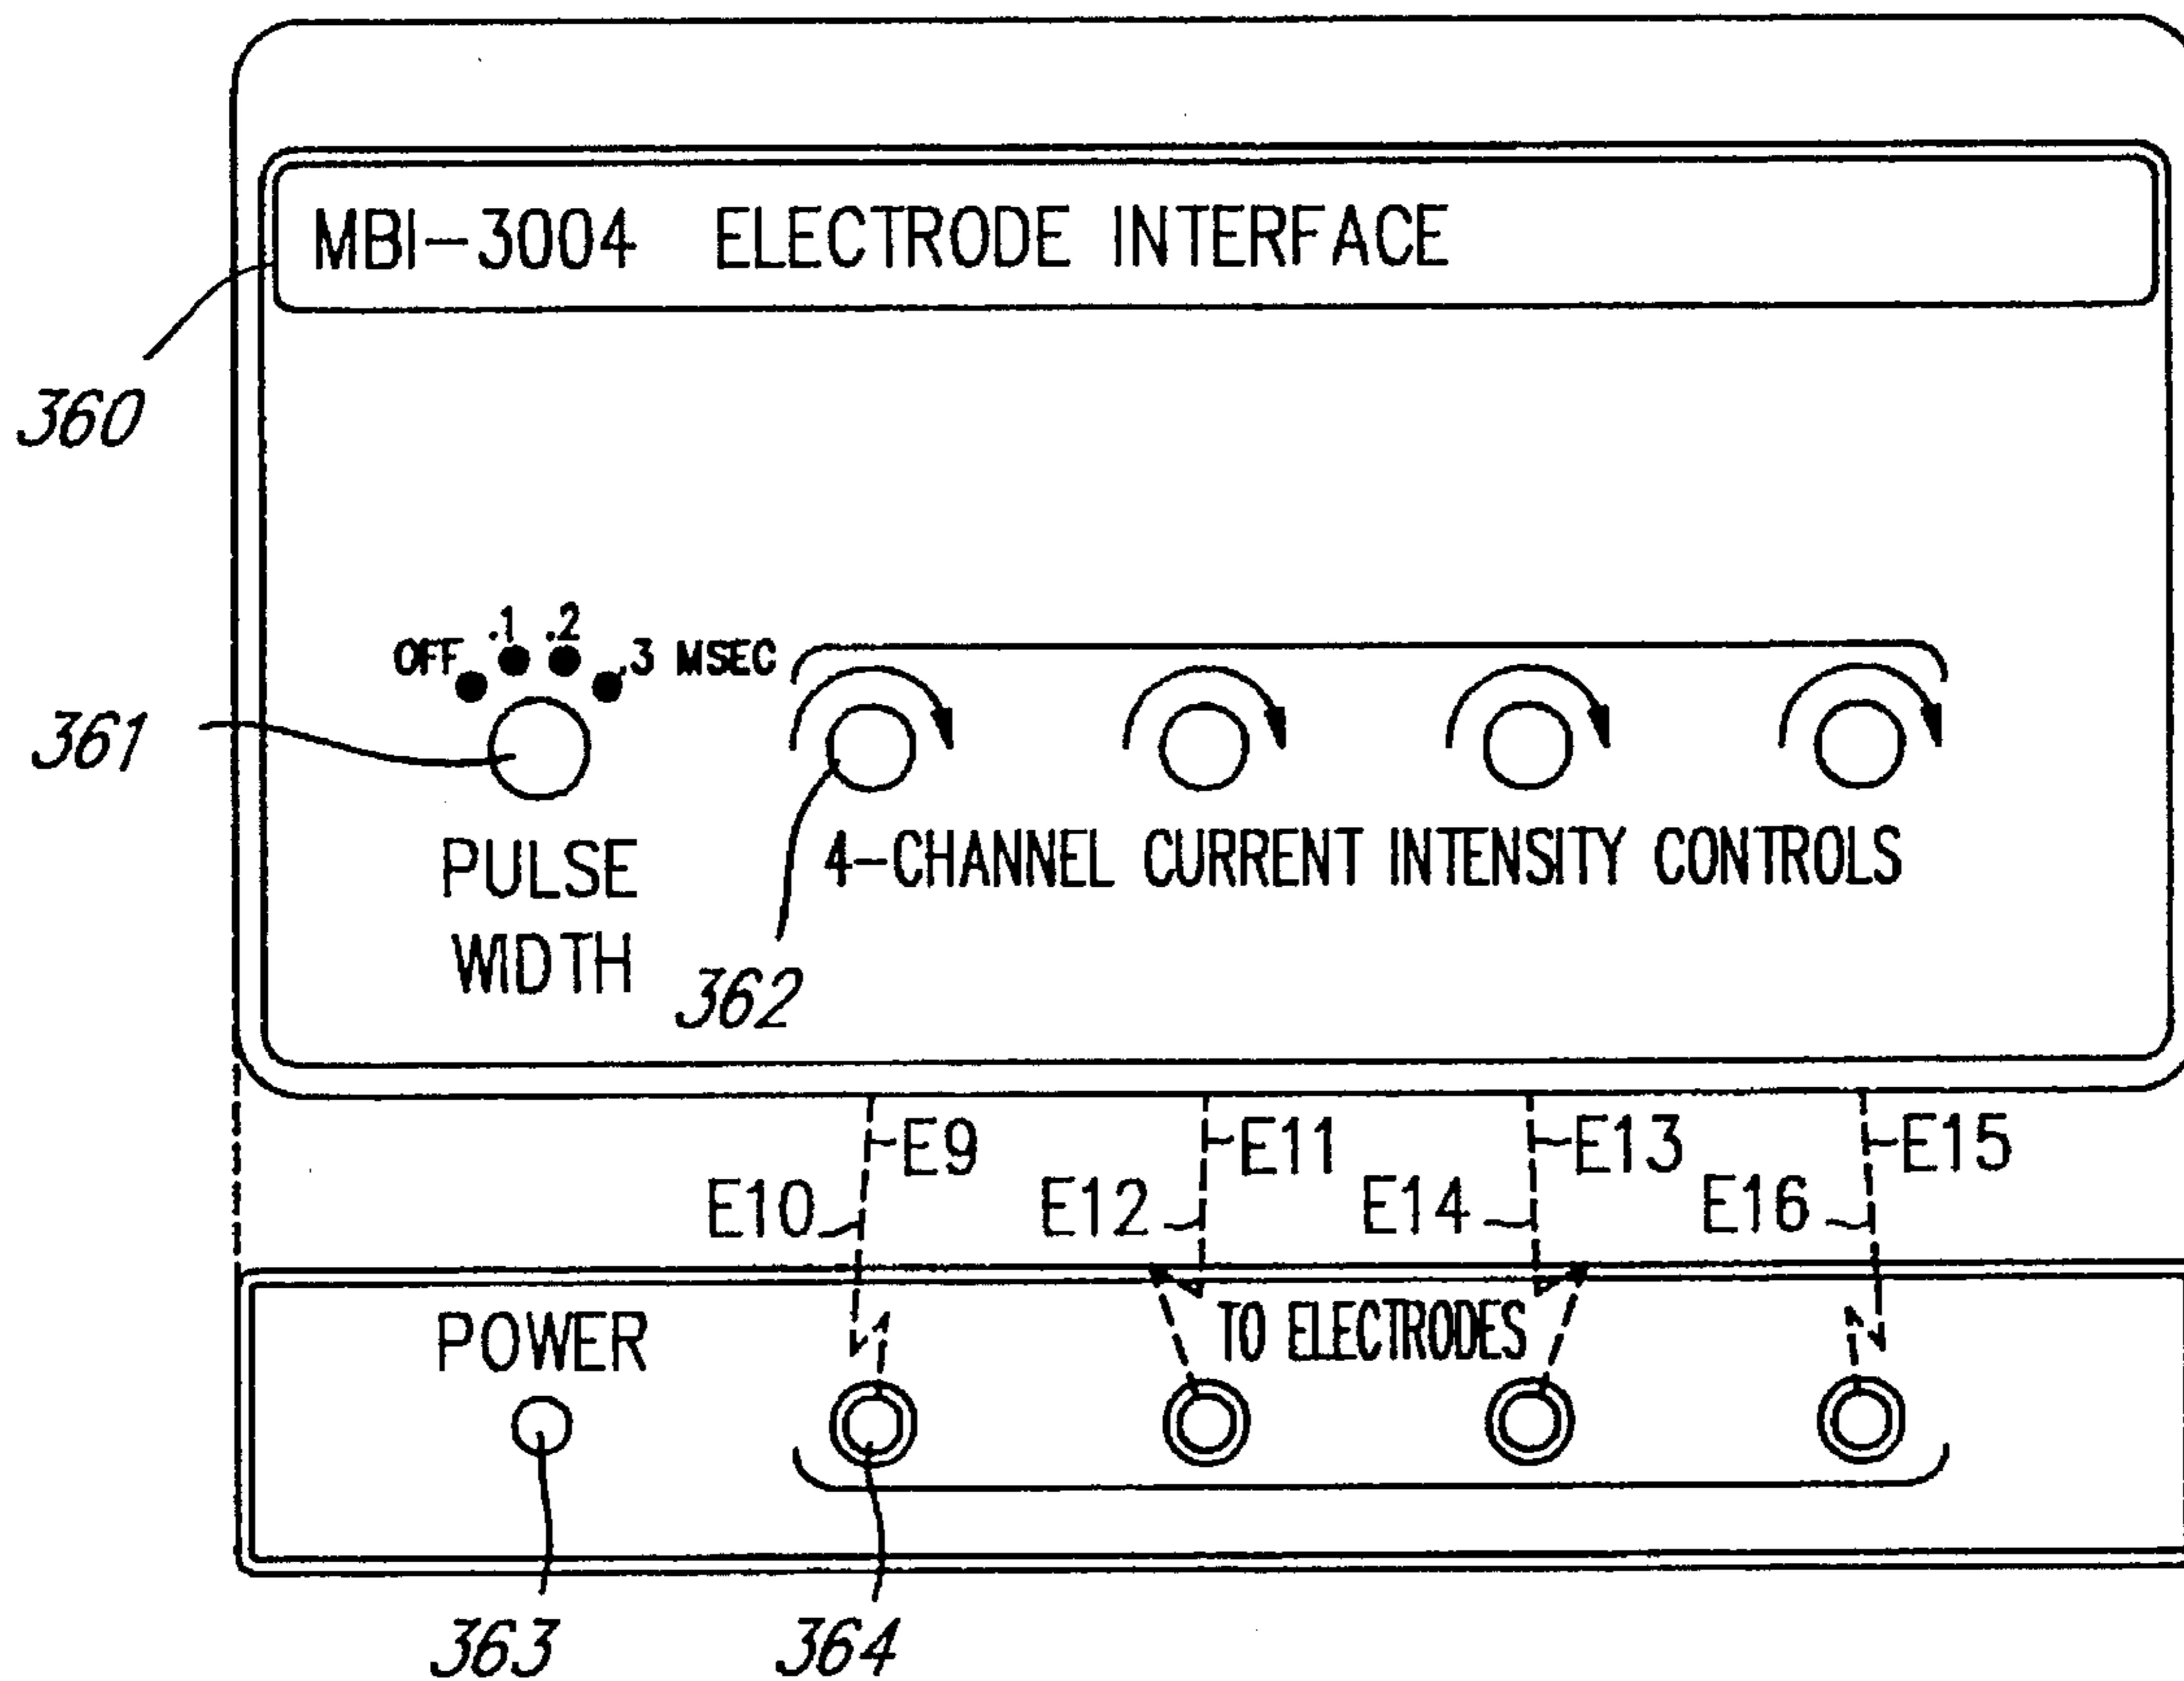 MBI-3004 ELECTRODE INTERFACE
360
.1 .2
OFF .3 MSEC
361
PULSE
WIDTH
4-CHANNEL CURRENT INTENSITY CONTROLS
362
E9 E11 E13 E15
E10 E12 E14 E16
POWER
TO ELECTRODES
363 364